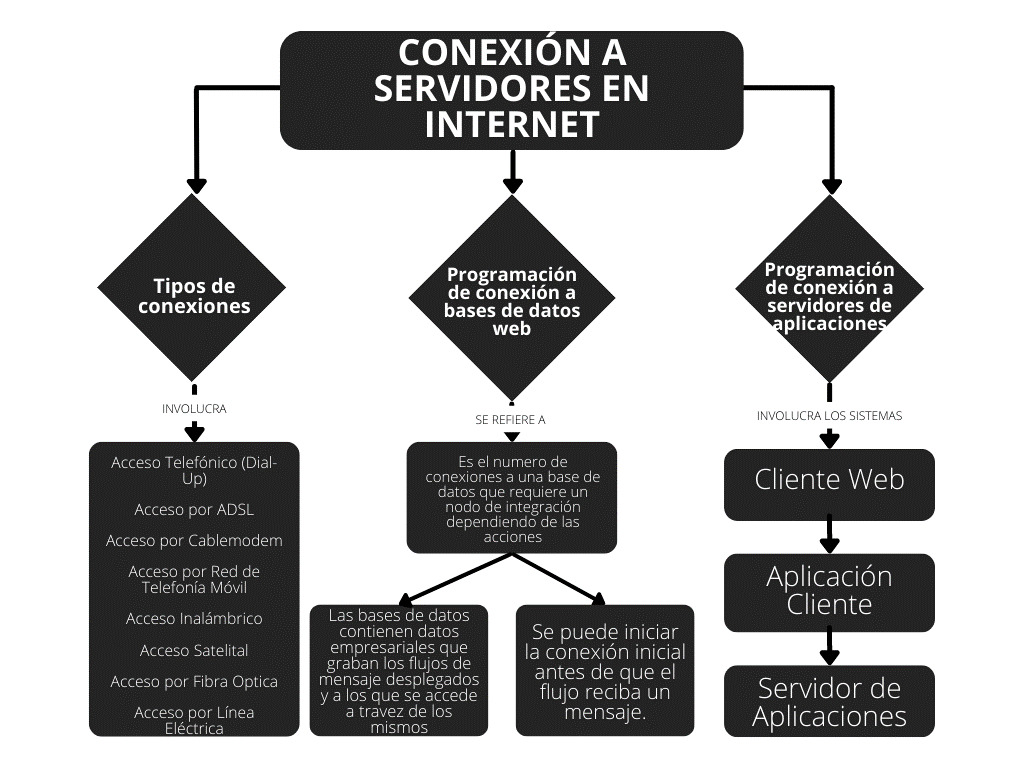 CONEXIÓN A
SERVIDORES EN
INTERNET
Tipos de
conexiones
INVOLUCRA
Acceso Telefónico (Dial-
Up)
Acceso por ADSL
Acceso por Cablemodem
Acceso por Red de
Telefonía Móvil
Acceso Inalámbrico
Acceso Satelital
Acceso por Fibra Optica
Acceso por Línea
Eléctrica
Programación
de conexión a
bases de datos
web
SE REFIERE A
Es el numero de
conexiones a una base de
datos que requiere un
nodo de integración
dependiendo de las
acciones
Las bases de datos
contienen datos
empresariales que
graban los flujos de
mensaje desplegados
y a los que se accede
a travez de los
mismos
Se puede iniciar
la conexión inicial
antes de que el
flujo reciba un
mensaje.
Programación
de conexión a
servidores de
aplicaciones
INVOLUCRA LOS SISTEMAS
Cliente Web
Aplicación
Cliente
Servidor de
Aplicaciones